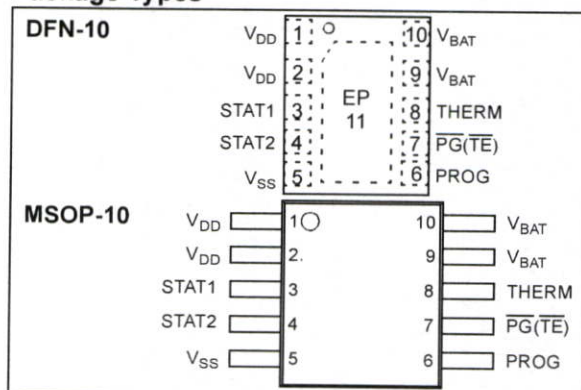 Package Types
DFN-10
VDD 1 10 VBAT
VDD 2 9 VBAT
STAT1 3 EP 11 8 THERM
STAT2 4 7 PG(TE)
VSS 5 6 PROG
MSOP-10
VDD 1 10 VBAT
VDD 2. 9 VBAT
STAT1 3 8 THERM
STAT2 4 7 PG(TE)
VSS 5 6 PROG